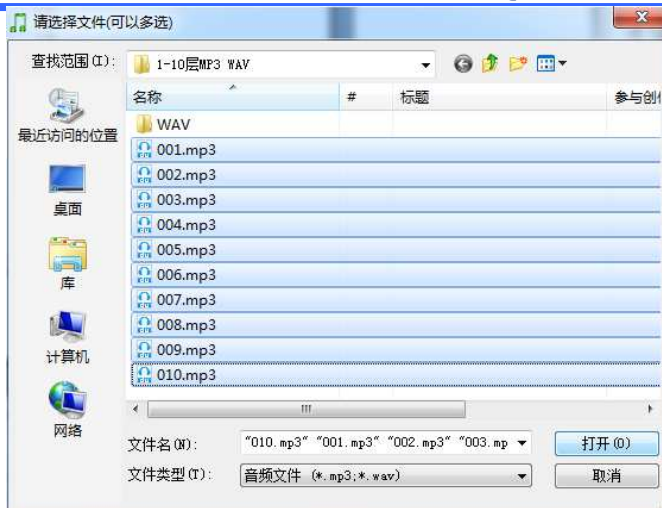 请选择文件(可以多选)
查找范围(I):
1-10层MP3 WAV
名称
#
标题
参与创
WAV
001.mp3
002.mp3
003.mp3
004.mp3
005.mp3
006.mp3
007.mp3
008.mp3
009.mp3
010.mp3
最近访问的位置
桌面
库
计算机
网络
文件名(N):
"010.mp3" "001.mp3" "002.mp3" "003.mp
打开(O)
文件类型(T):
音频文件 (*.mp3;*.wav)
取消